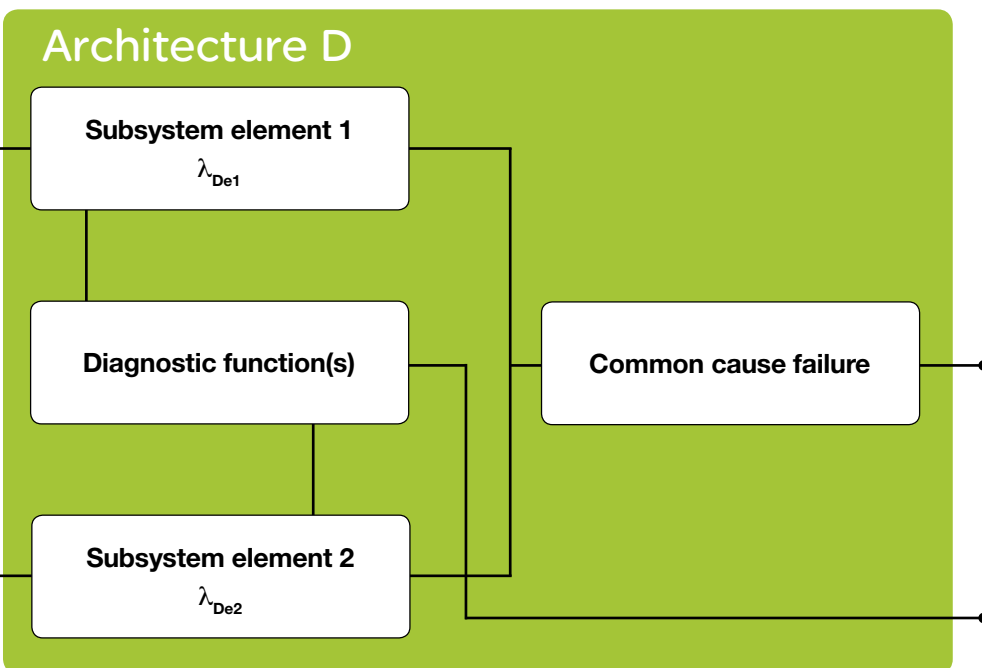 Architecture D
Subsystem element 1
λDe1
Diagnostic function(s)
Common cause failure
Subsystem element 2
λDe2